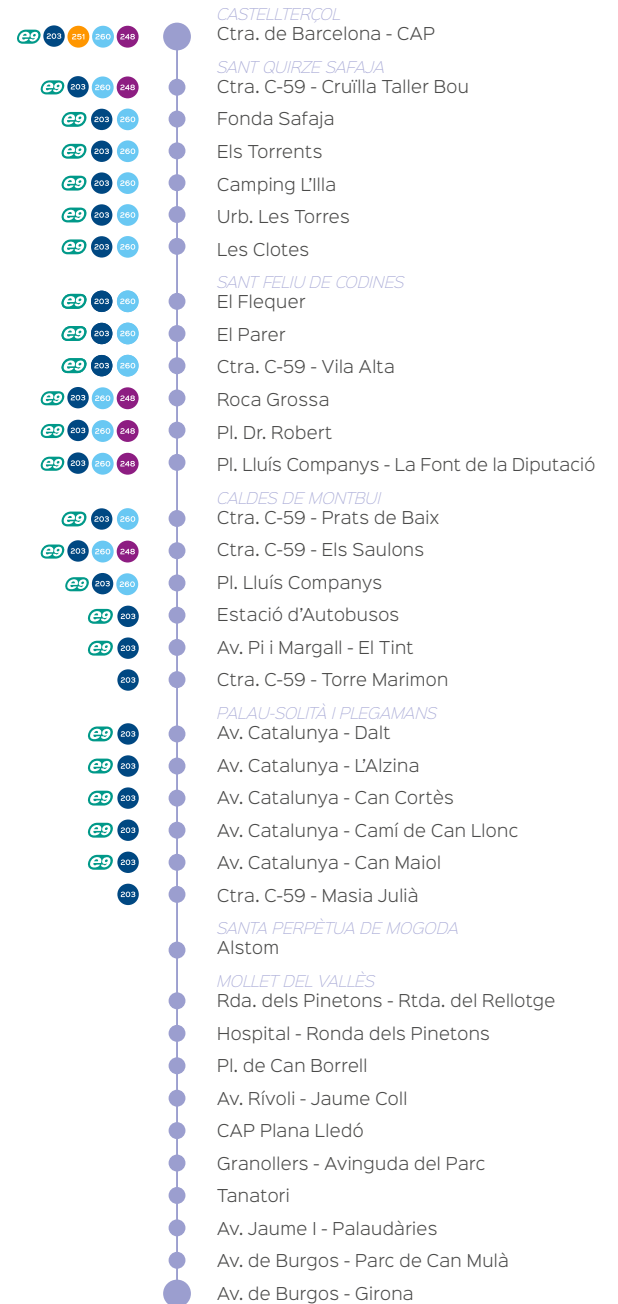 CASTELLTERÇOL
e9 203 251 260 248 Ctra. de Barcelona - CAP
SANT QUIRZE SAFAJA
e9 203 260 248 Ctra. C-59 - Cruïlla Taller Bou
e9 203 260 Fonda Safaja
e9 203 260 Els Torrents
e9 203 260 Camping L'Illa
e9 203 260 Urb. Les Torres
e9 203 260 Les Clotes
SANT FELIU DE CODINES
e9 203 260 El Flequer
e9 203 260 El Parer
e9 203 260 Ctra. C-59 - Vila Alta
e9 203 260 248 Roca Grossa
e9 203 260 248 Pl. Dr. Robert
e9 203 260 248 Pl. Lluís Companys - La Font de la Diputació
CALDES DE MONTBUI
e9 203 260 Ctra. C-59 - Prats de Baix
e9 203 260 248 Ctra. C-59 - Els Saulons
e9 203 260 Pl. Lluís Companys
e9 203 Estació d'Autobusos
e9 203 Av. Pi i Margall - El Tint
203 Ctra. C-59 - Torre Marimon
PALAU-SOLITÀ I PLEGAMANS
e9 203 Av. Catalunya - Dalt
e9 203 Av. Catalunya - L'Alzina
e9 203 Av. Catalunya - Can Cortès
e9 203 Av. Catalunya - Camí de Can Llonc
e9 203 Av. Catalunya - Can Maiol
203 Ctra. C-59 - Masia Julià
SANTA PERPÈTUA DE MOGODA
Alstom
MOLLET DEL VALLÈS
Rda. dels Pinetons - Rtda. del Rellotge
Hospital - Ronda dels Pinetons
Pl. de Can Borrell
Av. Rívoli - Jaume Coll
CAP Plana Lledó
Granollers - Avinguda del Parc
Tanatori
Av. Jaume I - Palaudàries
Av. de Burgos - Parc de Can Mulà
Av. de Burgos - Girona